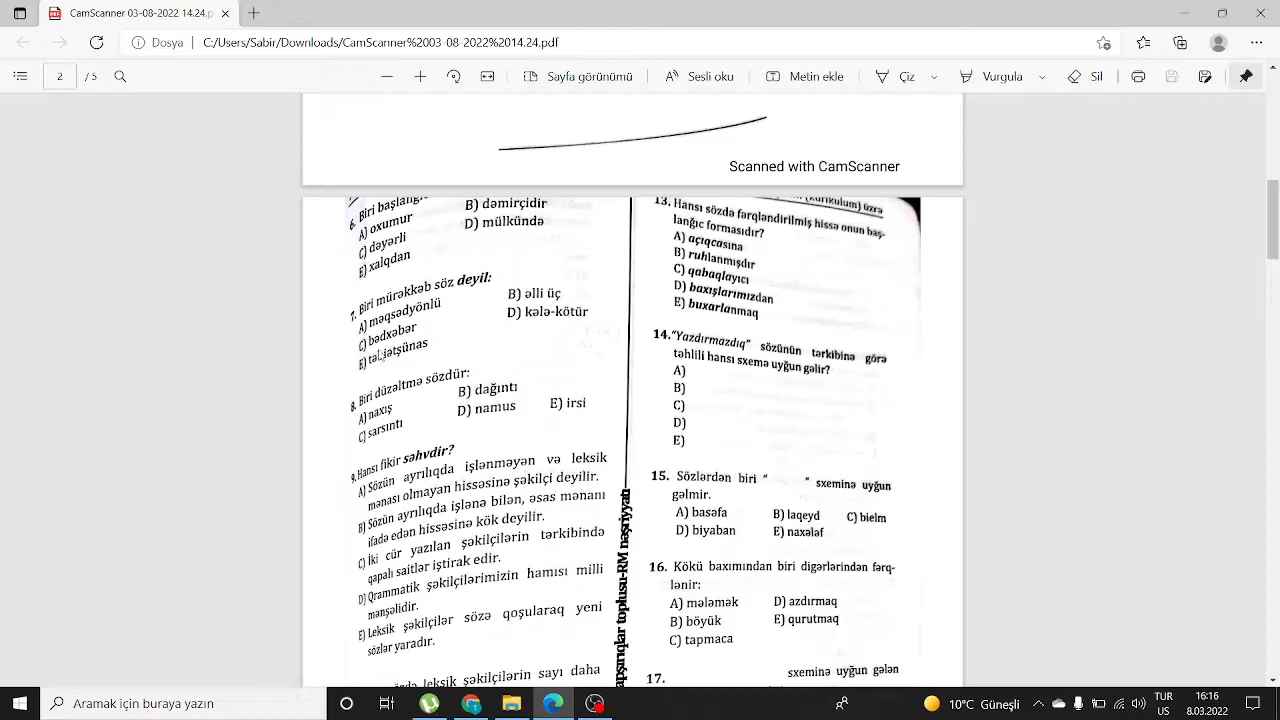 CamScanner 03-08-2022 14.24.p
Dosya C:/Users/Sabir/Downloads/CamScanner%2003-08-2022%2014.24.pdf
2 / 5
Sayfa görünümü
Sesli oku
Metin ekle
Çiz
Vurgula
Sil
Scanned with CamScanner
6. Biri
A) oxumur B) dəmirçidir
C) dəyərli D) mülkündə
E) xalqdan
7. Biri mürəkkəb söz deyil:
A) məqsədyönlü B) əlli üç
C) bədxəbər D) kələ-kötür
E)
8. Biri düzəltmə sözdür:
A) naxış B) dağıntı
C) sarsıntı D) namus E) irsi
9. Hansı fikir səhvdir?
A) Sözün ayrılıqda işlənməyən və leksik
mənası olmayan hissəsinə şəkilçi deyilir.
B) Sözün ayrılıqda işlənə bilən, əsas mənanı
ifadə edən hissəsinə kök deyilir.
C) İki cür yazılan şəkilçilərin tərkibində
qapalı saitlər iştirak edir.
D) Qrammatik şəkilçilərimizin hamısı milli
mənşəlidir.
E) Leksik şəkilçilər sözə qoşularaq yeni
sözlər yaradır.
leksik şəkilçilərin sayı daha
toplusu-RM nəşriyyatı
(kurikulum) üzrə
13. Hansı sözdə fərqləndirilmiş hissə onun baş-
lanğıc formasıdır?
A) açıqcasına
B) ruhlanmışdır
C) qabaqlayıcı
D) baxışlarımızdan
E) buxarlanmaq
14. "Yazdırmazdıq" sözünün tərkibinə görə
təhlili hansı sxemə uyğun gəlir?
A)
B)
C)
D)
E)
15. Sözlərdən biri " " sxeminə uyğun
gəlmir.
A) basəfa B) laqeyd C) bielm
D) biyaban E) naxələf
16. Kökü baxımından biri digərlərindən fərq-
lənir:
A) mələmək D) azdırmaq
B) böyük E) qurutmaq
C) tapmaca
17. sxeminə uyğun gələn
Aramak için buraya yazın
10°C Güneşli
TUR
US
16:16
8.03.2022